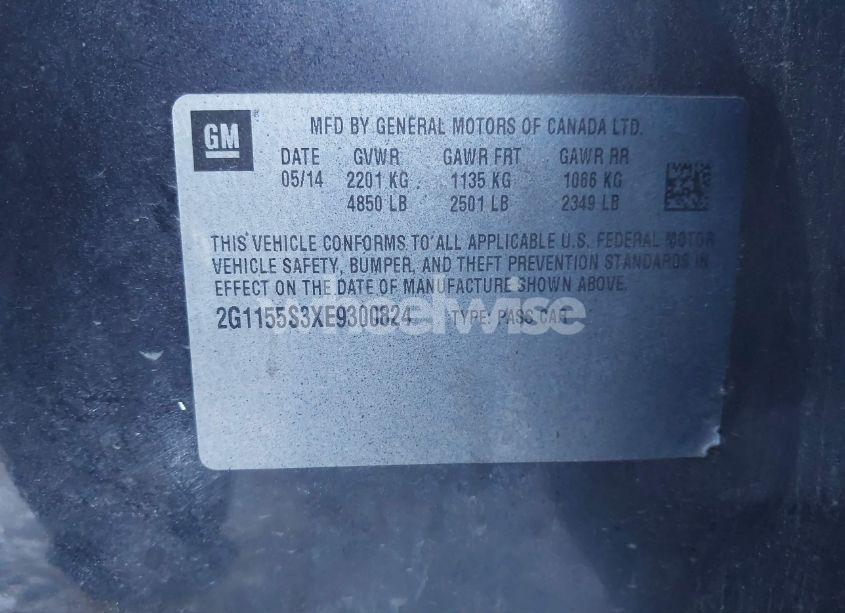 GM
MFD BY GENERAL MOTORS OF CANADA LTD.
DATE GVWR GAWR FRT GAWR RR
05/14 2201 KG 1135 KG 1066 KG
4850 LB 2501 LB 2349 LB
THIS VEHICLE CONFORMS TO ALL APPLICABLE U.S. FEDERAL MOTOR
VEHICLE SAFETY, BUMPER, AND THEFT PREVENTION STANDARDS IN
EFFECT ON THE DATE OF MANUFACTURE SHOWN ABOVE.
2G1155S3XE9300824 TYPE: PASS CAR
wheelwise